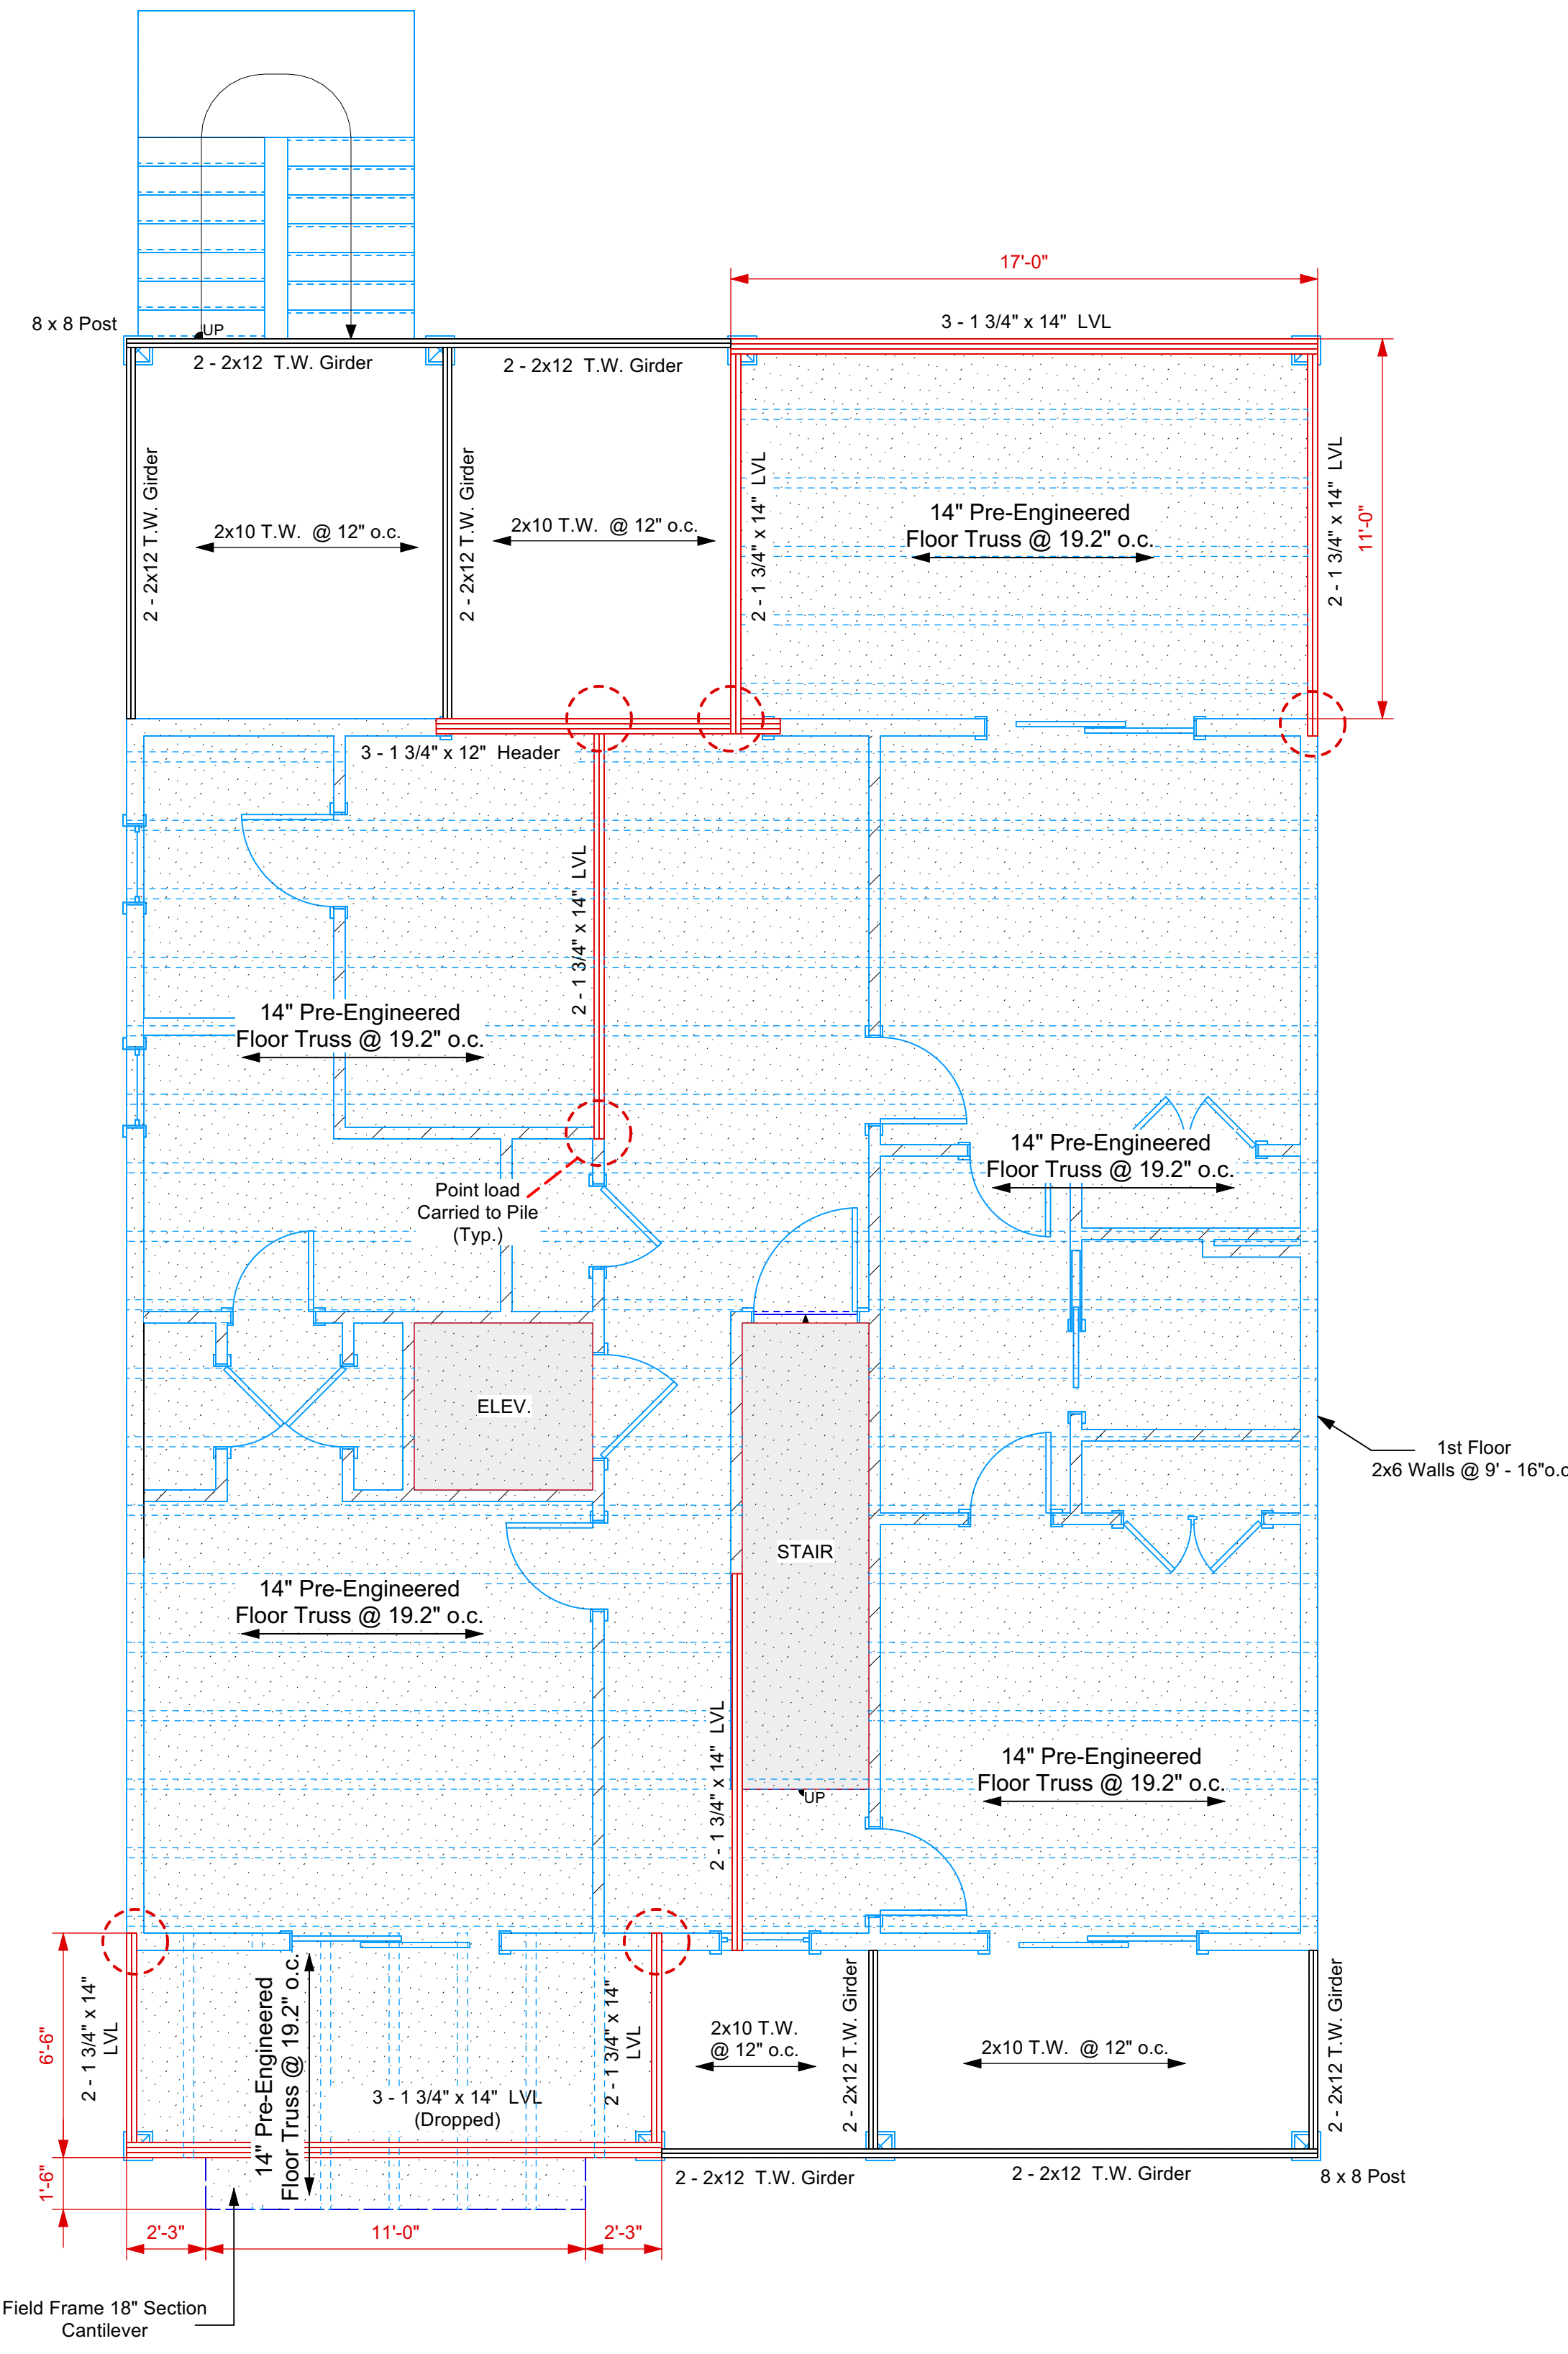 17'-0"
8 x 8 Post
UP
3 - 1 3/4" x 14"  LVL
2 - 2x12  T.W. Girder
2 - 2x12  T.W. Girder
2 - 2x12 T.W. Girder
2x10 T.W.  @ 12" o.c.
2 - 2x12 T.W. Girder
2x10 T.W.  @ 12" o.c.
2 - 1 3/4" x 14"  LVL
14" Pre-Engineered
Floor Truss @ 19.2" o.c.
2 - 1 3/4" x 14"  LVL
11'-0"
3 - 1 3/4" x 12"  Header
2 - 1 3/4" x 14"  LVL
14" Pre-Engineered
Floor Truss @ 19.2" o.c.
14" Pre-Engineered
Floor Truss @ 19.2" o.c.
Point load
Carried to Pile
(Typ.)
ELEV.
1st Floor
2x6 Walls @ 9' - 16"o.c
STAIR
14" Pre-Engineered
Floor Truss @ 19.2" o.c.
2 - 1 3/4" x 14"  LVL
14" Pre-Engineered
Floor Truss @ 19.2" o.c.
UP
6'-6"
2 - 1 3/4" x 14"
LVL
14" Pre-Engineered
Floor Truss @ 19.2" o.c.
3 - 1 3/4" x 14"  LVL
(Dropped)
2 - 1 3/4" x 14"
LVL
2x10 T.W.
@ 12" o.c.
2 - 2x12 T.W. Girder
2x10 T.W.  @ 12" o.c.
2 - 2x12 T.W. Girder
1'-6"
2 - 2x12  T.W. Girder
2 - 2x12  T.W. Girder
8 x 8 Post
2'-3"
11'-0"
2'-3"
Field Frame 18" Section
Cantilever